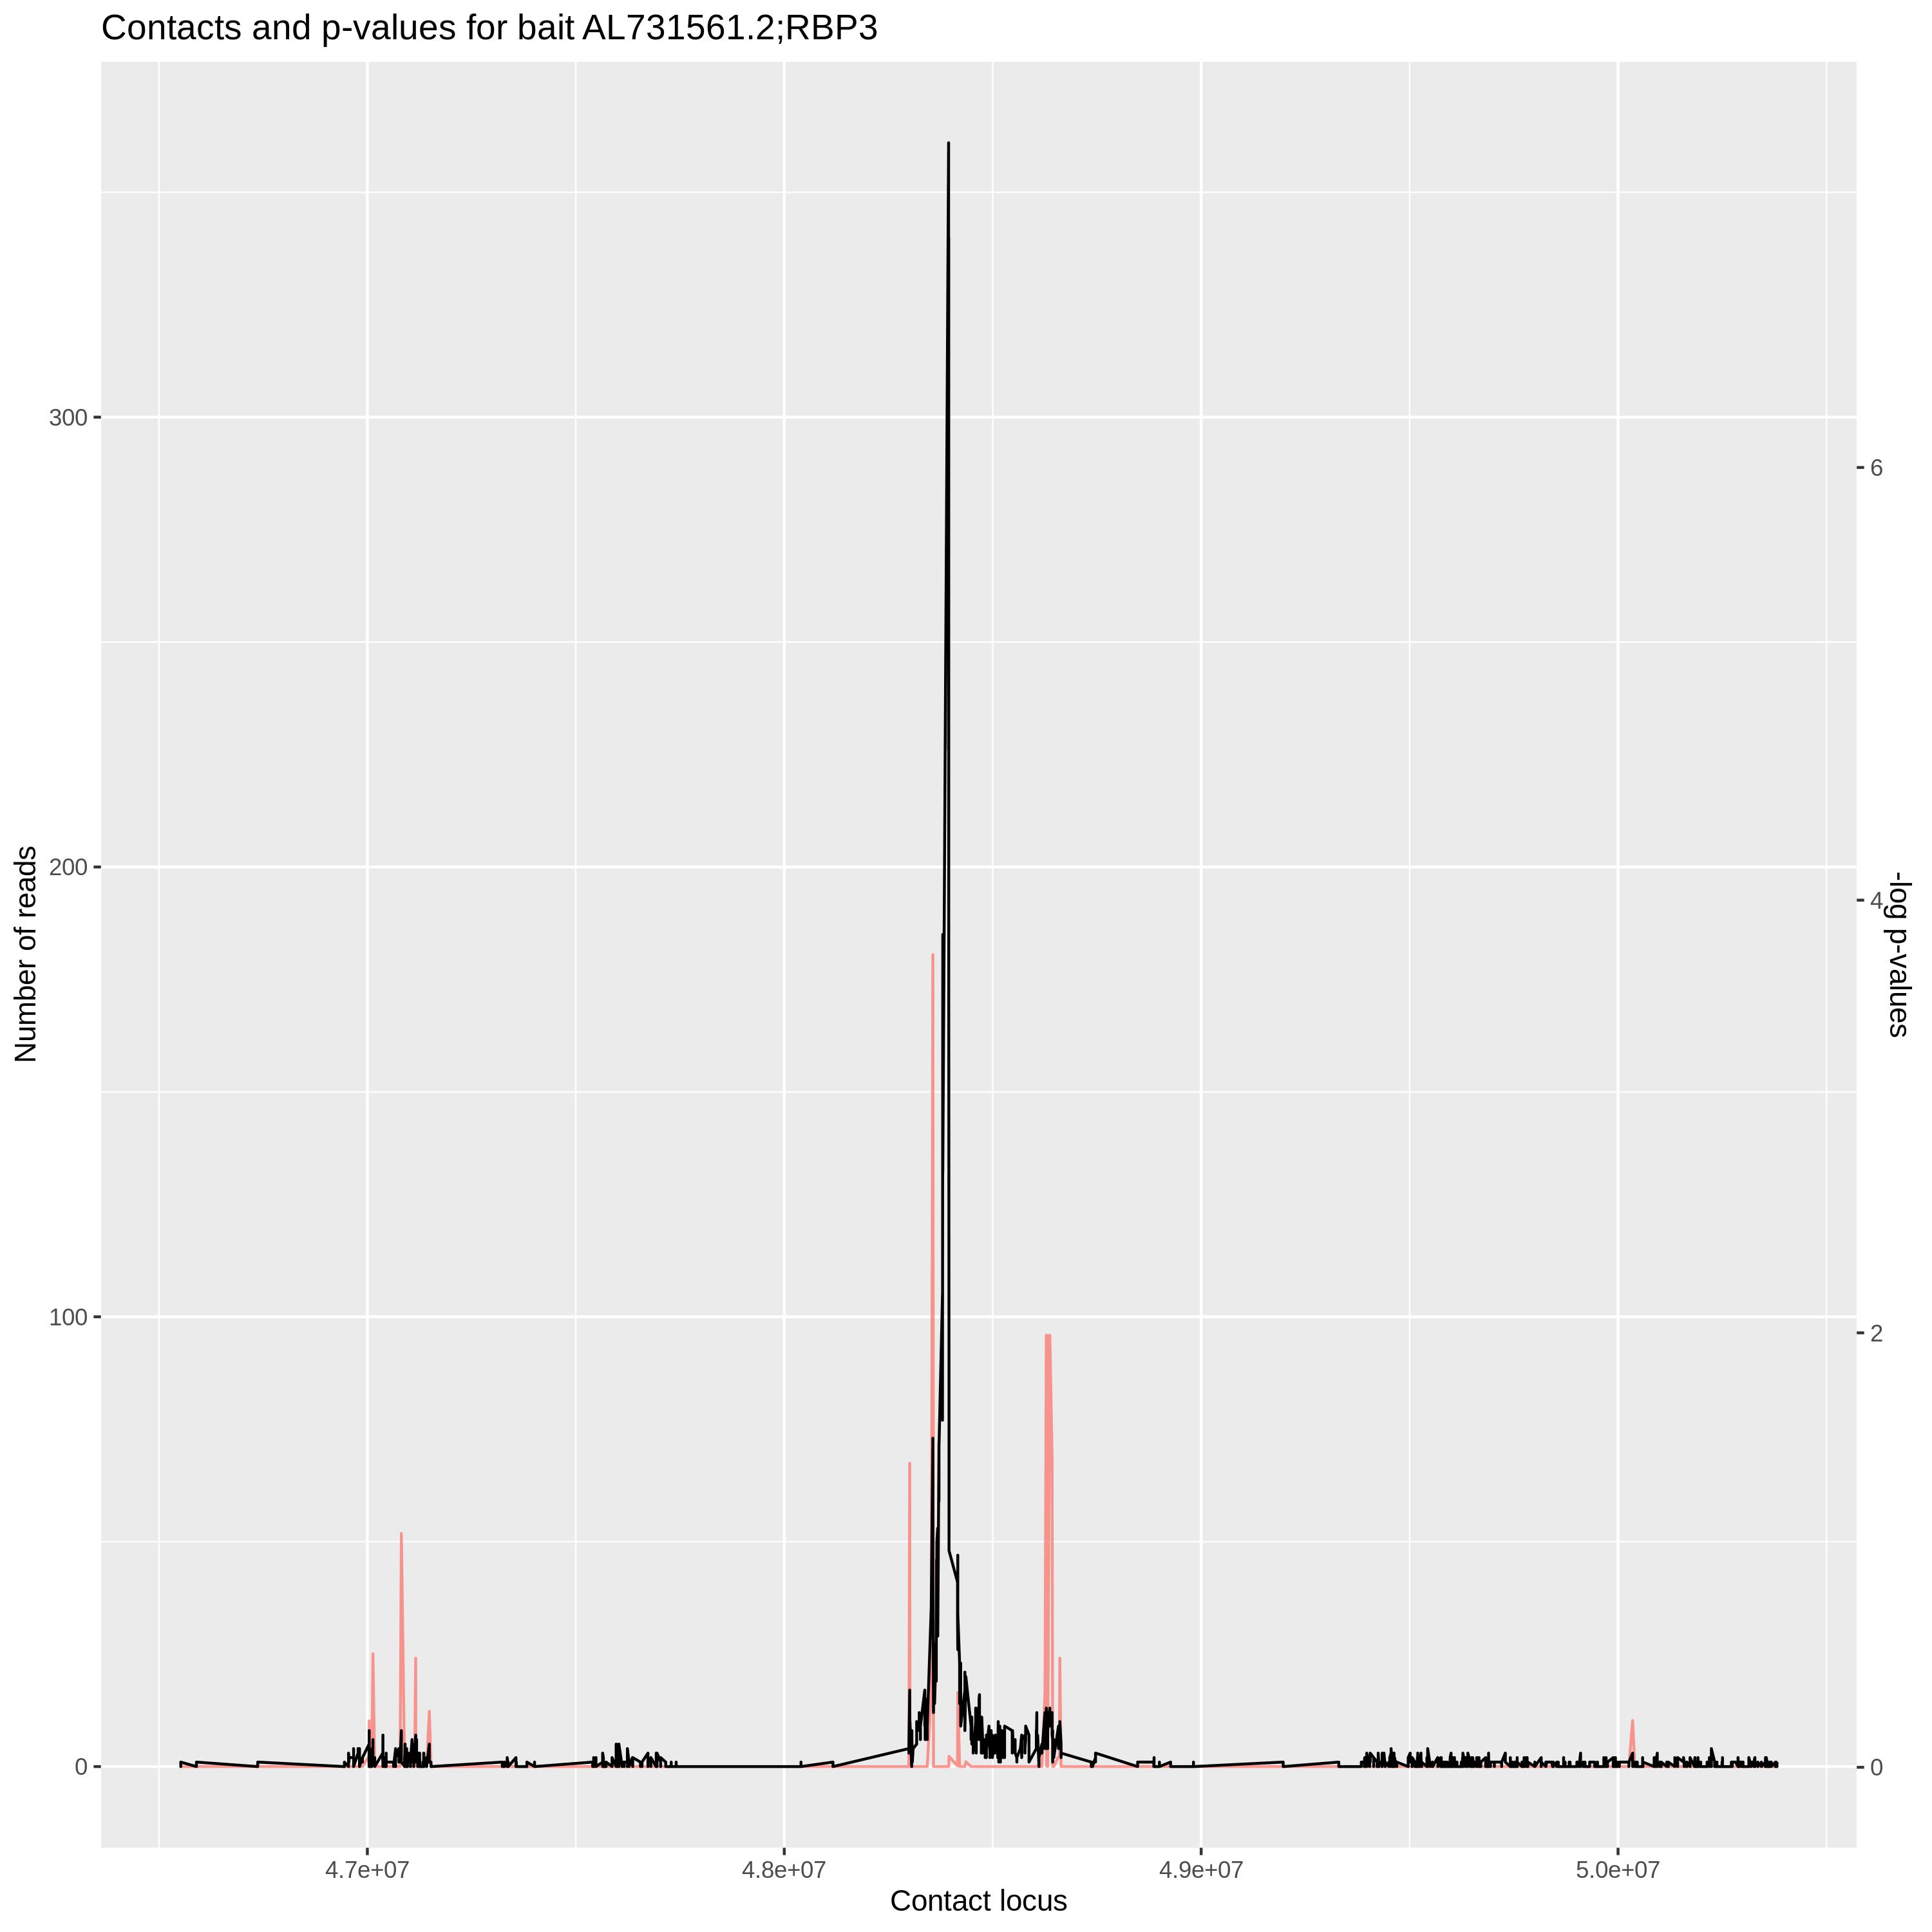 Contacts and p-values for bait AL731561.2;RBP3
300
200
100
0
Number of reads
6
4
2
0
-log p-values
4.7e+07 4.8e+07 4.9e+07 5.0e+07
Contact locus